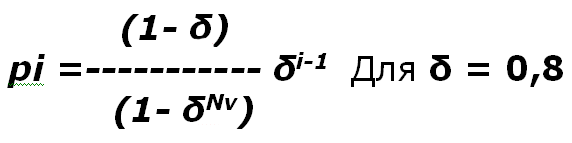 (1- δ)
pi =----------- δi-1 Для δ = 0,8
(1- δNv)